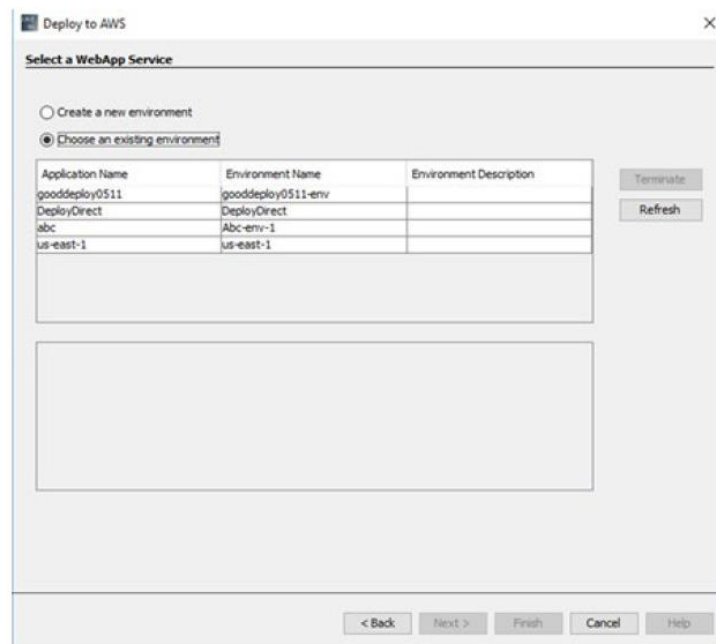 Deploy to AWS
Select a WebApp Service
Create a new environment
Choose an existing environment
Application Name Environment Name Environment Description
gooddeploy0511 gooddeploy0511-env
DeployDirect DeployDirect
abc Abc-env-1
us-east-1 us-east-1
Terminate
Refresh
< Back Next > Finish Cancel Help